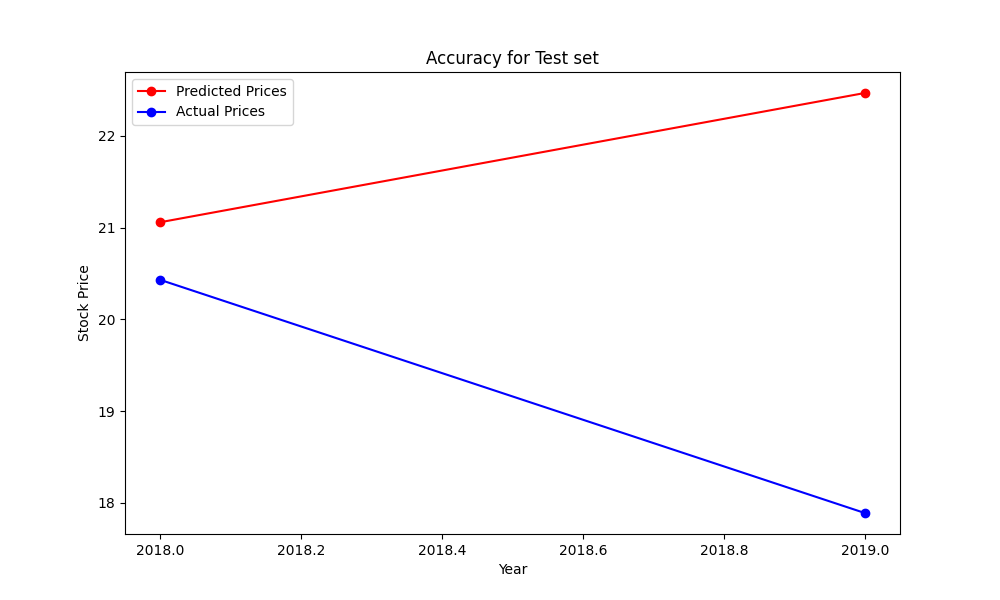 Accuracy for Test set
Predicted Prices
Actual Prices
Stock Price
22
21
20
19
18
2018.0
2018.2
2018.4
2018.6
2018.8
2019.0
Year